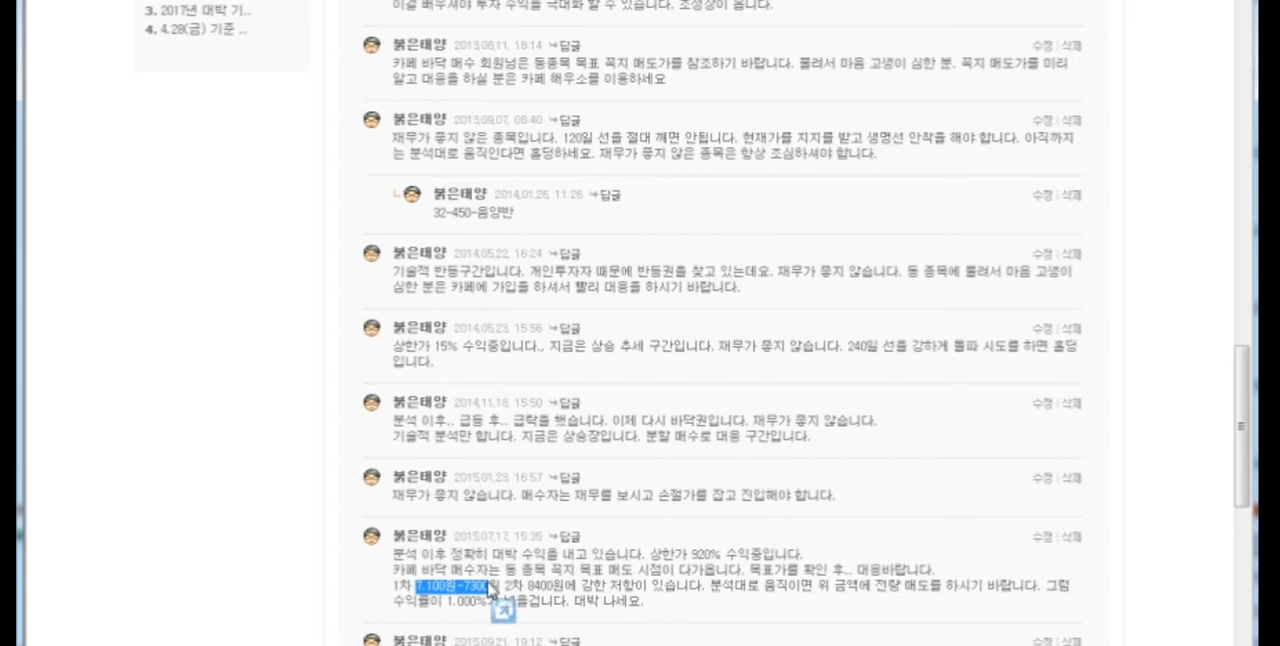 3. 2017년 대박 기..
4. 4.28(금) 기준 ..
이걸 배우셔야 투자 수익을 극대화 할 수 있습니다. 조정장이 옵니다.
붉은태양 2013.08.11. 18:14 답글 수정 | 삭제
카페 바닥 매수 회원님은 동종목 목표 꼭지 매도가를 참조하기 바랍니다. 물려서 마음 고생이 심한 분. 꼭지 매도가를 미리
알고 대응을 하실 분은 카페 해우소를 이용하세요
붉은태양 2013.09.07. 08:40 답글 수정 | 삭제
재무가 좋지 않은 종목입니다. 120일 선을 절대 깨면 안됩니다. 현재가를 지지를 받고 생명선 안착을 해야 합니다. 아직까지
는 분석대로 움직인다면 홀딩하세요. 재무가 좋지 않은 종목은 항상 조심하셔야 합니다.
붉은태양 2014.01.26. 11:26 답글 수정 | 삭제
32-450-음양반
붉은태양 2014.05.22. 16:24 답글 수정 | 삭제
기술적 반등구간입니다. 개인투자자 때문에 반등권을 찾고 있는데요. 재무가 좋지 않습니다. 동 종목에 물려서 마음 고생이
심한 분은 카페에 가입을 하셔서 빨리 대응을 하시기 바랍니다.
붉은태양 2014.05.23. 15:56 답글 수정 | 삭제
상한가 15% 수익중입니다., 지금은 상승 추세 구간입니다. 재무가 좋지 않습니다. 240일 선을 강하게 돌파 시도를 하면 홀딩
입니다.
붉은태양 2014.11.18. 15:50 답글 수정 | 삭제
분석 이후.. 급등 후.. 급락을 했습니다. 이제 다시 바닥권입니다. 재무가 좋지 않습니다.
기술적 분석만 합니다. 지금은 상승장입니다. 분할 매수로 대응 구간입니다.
붉은태양 2015.01.23. 16:57 답글 수정 | 삭제
재무가 좋지 않습니다. 매수자는 재무를 보시고 손절가를 잡고 진입해야 합니다.
붉은태양 2015.07.17. 15:35 답글 수정 | 삭제
분석 이후 정확히 대박 수익을 내고 있습니다. 상한가 920% 수익중입니다.
카페 바닥 매수자는 동 종목 꼭지 목표 매도 시점이 다가옵니다. 목표가를 확인 후.. 대응바랍니다.
1차 7.100원-7300원 2차 8400원에 강한 저항이 있습니다. 분석대로 움직이면 위 금액에 전량 매도를 하시기 바랍니다. 그럼
수익률이 1.000%가 넘을겁니다. 대박 나세요.
붉은태양 2015.09.21. 19:12 답글 수정 | 삭제